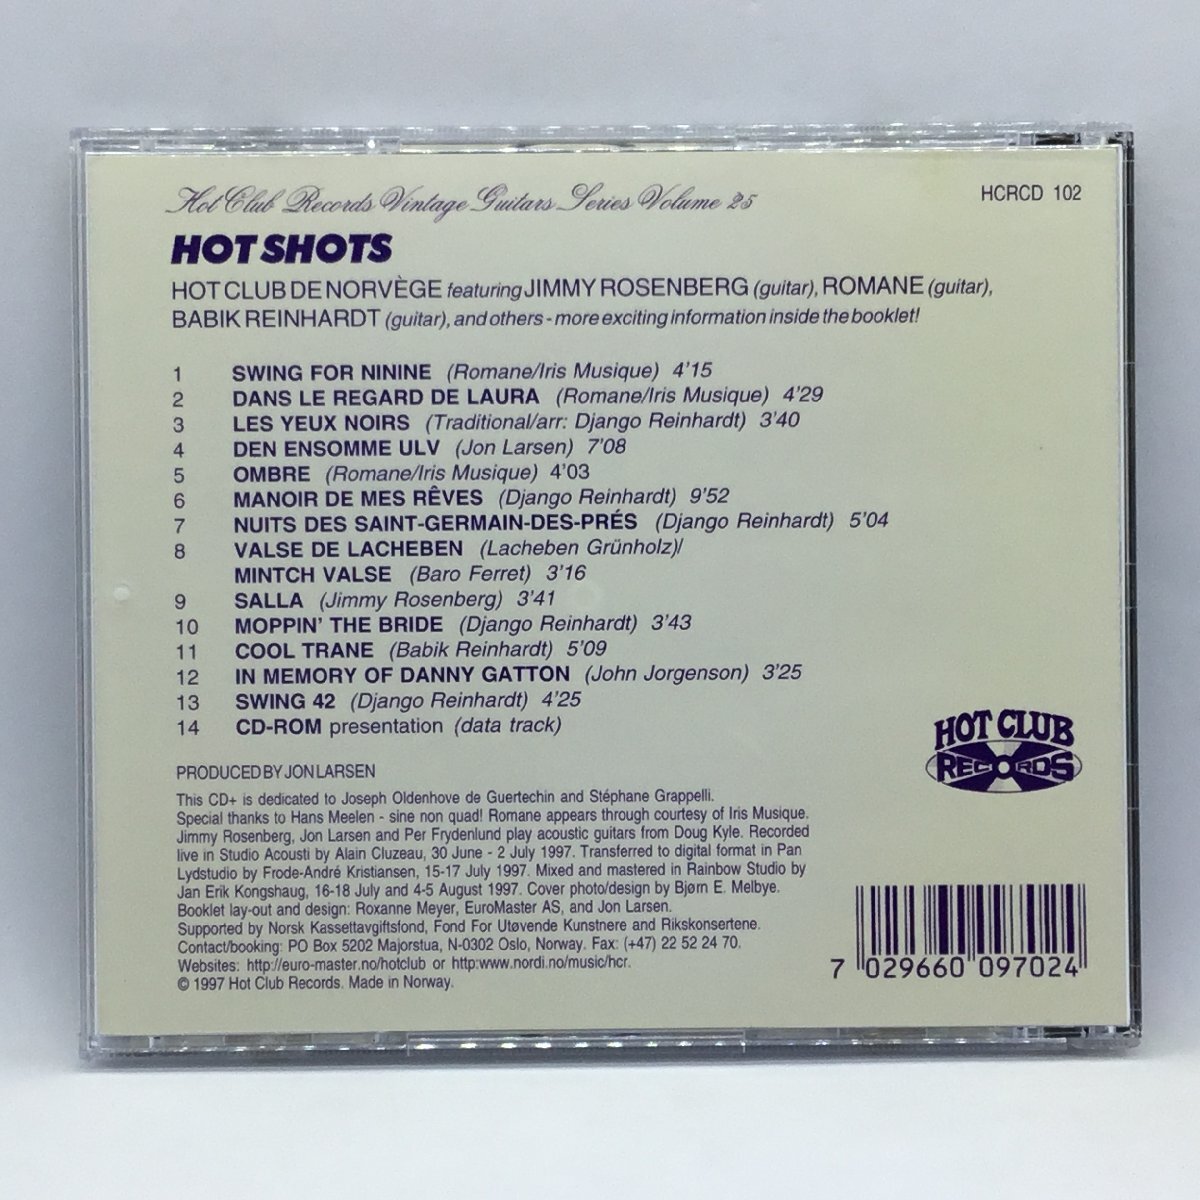 Hot Club Records Vintage Guitars Series Volume 25
HCRCD 102
HOT SHOTS
HOT CLUB DE NORVÈGE featuring JIMMY ROSENBERG (guitar), ROMANE (guitar),
BABIK REINHARDT (guitar), and others - more exciting information inside the booklet!
1 SWING FOR NININE (Romane/Iris Musique) 4'15
2 DANS LE REGARD DE LAURA (Romane/Iris Musique) 4'29
3 LES YEUX NOIRS (Traditional/arr: Django Reinhardt) 3'40
4 DEN ENSOMME ULV (Jon Larsen) 7'08
5 OMBRE (Romane/Iris Musique) 4'03
6 MANOIR DE MES RÊVES (Django Reinhardt) 9'52
7 NUITS DES SAINT-GERMAIN-DES-PRÉS (Django Reinhardt) 5'04
8 VALSE DE LACHEBEN (Lacheben Grünholz)/
MINTCH VALSE (Baro Ferret) 3'16
9 SALLA (Jimmy Rosenberg) 3'41
10 MOPPIN' THE BRIDE (Django Reinhardt) 3'43
11 COOL TRANE (Babik Reinhardt) 5'09
12 IN MEMORY OF DANNY GATTON (John Jorgenson) 3'25
13 SWING 42 (Django Reinhardt) 4'25
14 CD-ROM presentation (data track)
HOT CLUB
RECORDS
PRODUCED BY JON LARSEN
This CD+ is dedicated to Joseph Oldenhove de Guertechin and Stéphane Grappelli.
Special thanks to Hans Meelen - sine non quad! Romane appears through courtesy of Iris Musique.
Jimmy Rosenberg, Jon Larsen and Per Frydenlund play acoustic guitars from Doug Kyle. Recorded
live in Studio Acousti by Alain Cluzeau, 30 June - 2 July 1997. Transferred to digital format in Pan
Lydstudio by Frode-André Kristiansen, 15-17 July 1997. Mixed and mastered in Rainbow Studio by
Jan Erik Kongshaug, 16-18 July and 4-5 August 1997. Cover photo/design by Bjørn E. Melbye.
Booklet lay-out and design: Roxanne Meyer, EuroMaster AS, and Jon Larsen.
Supported by Norsk Kassettavgiftsfond, Fond For Utøvende Kunstnere and Rikskonsertene.
Contact/booking: PO Box 5202 Majorstua, N-0302 Oslo, Norway. Fax: (+47) 22 52 24 70.
Websites: http://euro-master.no/hotclub or http:www.nordi.no/music/hcr.
© 1997 Hot Club Records. Made in Norway.
7 029660 097024